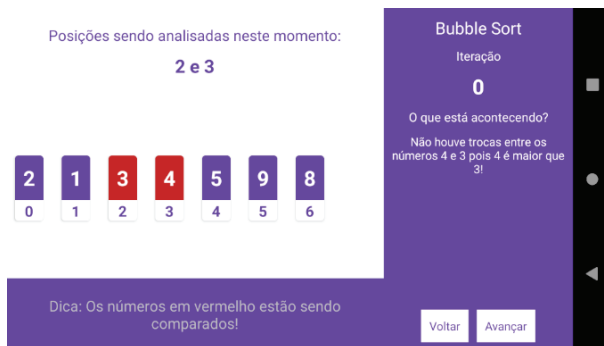 Posições sendo analisadas neste momento:
2 e 3
2 1 3 4 5 9 8
0 1 2 3 4 5 6
Dica: Os números em vermelho estão sendo
comparados!
Bubble Sort
Iteração
0
O que está acontecendo?
Não houve trocas entre os
números 4 e 3 pois 4 é maior que
3!
Voltar Avançar